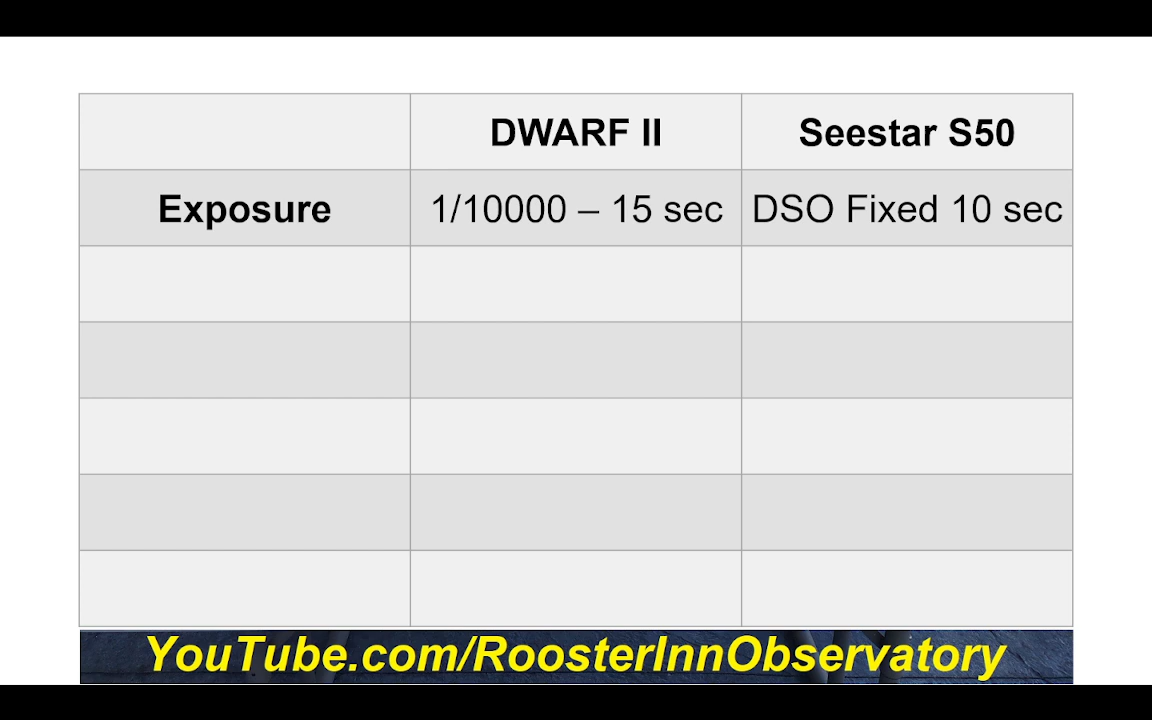 DWARF II Seestar S50
Exposure 1/10000 – 15 sec DSO Fixed 10 sec
YouTube.com/RoosterInnObservatory